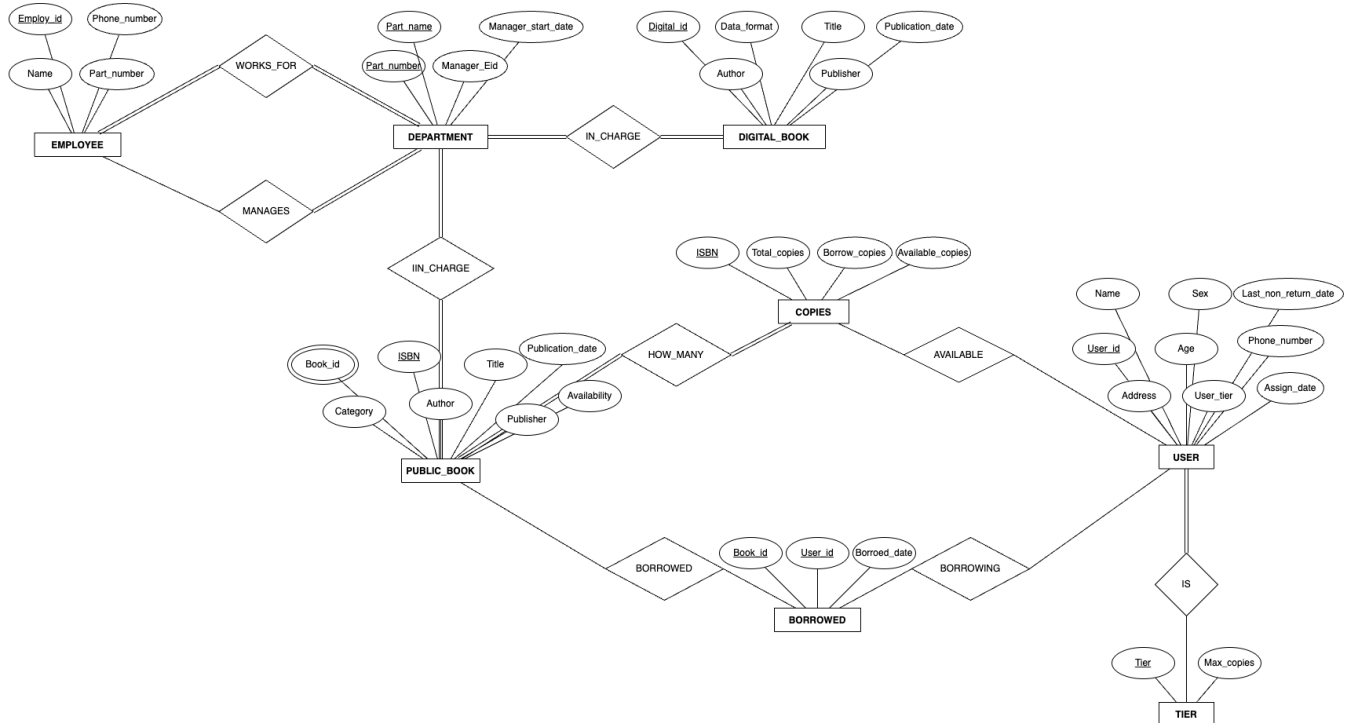 Employ_id
Phone_number
Name
Part_number
EMPLOYEE
WORKS_FOR
MANAGES
Part_name
Manager_start_date
Part_number
Manager_Eid
DEPARTMENT
IN_CHARGE
Digital_id
Data_format
Title
Publication_date
Author
Publisher
DIGITAL_BOOK
IIN_CHARGE
ISBN
Total_copies
Borrow_copies
Available_copies
COPIES
HOW_MANY
AVAILABLE
Book_id
ISBN
Title
Publication_date
Category
Author
Publisher
Availability
PUBLIC_BOOK
Name
Sex
Last_non_return_date
User_id
Age
Phone_number
Address
User_tier
Assign_date
USER
BORROWED
Book_id
User_id
Borroed_date
BORROWING
BORROWED
IS
Tier
Max_copies
TIER